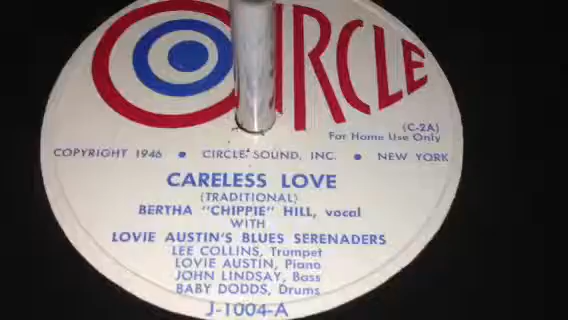 CIRCLE
(C-2A)
For Home Use Only
COPYRIGHT 1946 • CIRCLE SOUND, INC. • NEW YORK
CARELESS LOVE
(TRADITIONAL)
BERTHA "CHIPPIE" HILL, vocal
WITH
LOVIE AUSTIN'S BLUES SERENADERS
LEE COLLINS, Trumpet
LOVIE AUSTIN, Piano
JOHN LINDSAY, Bass
BABY DODDS, Drums
J-1004-A